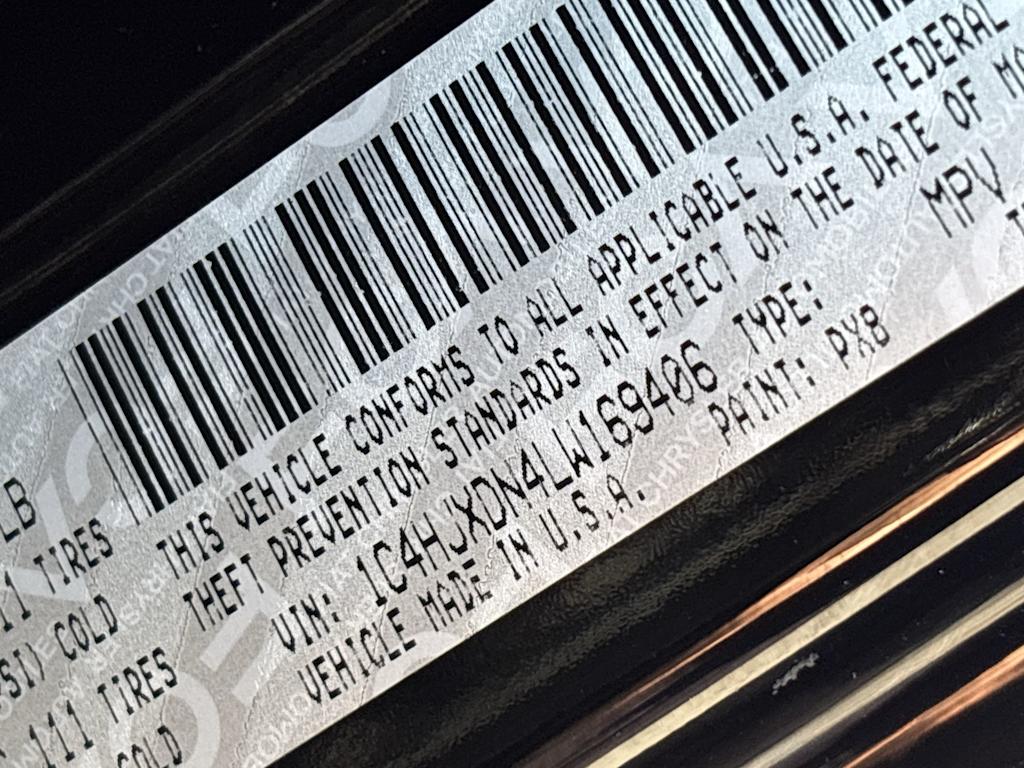 THIS VEHICLE CONFORMS TO ALL APPLICABLE U.S.A. FEDERAL
THEFT PREVENTION STANDARDS IN EFFECT ON THE DATE OF
VIN: 1C4HJXDN4LW169406 TYPE: MPV
VEHICLE MADE IN U.S.A. PAINT: PX8
LB
TIRES
COLD
111 TIRES
COLD